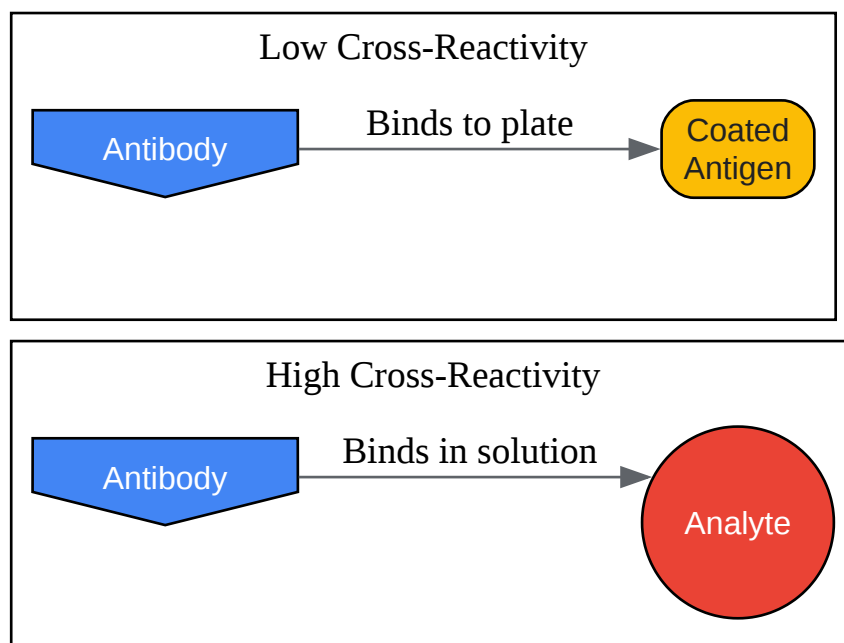 Low Cross-Reactivity
Antibody
Binds to plate
Coated
Antigen
High Cross-Reactivity
Antibody
Binds in solution
Analyte